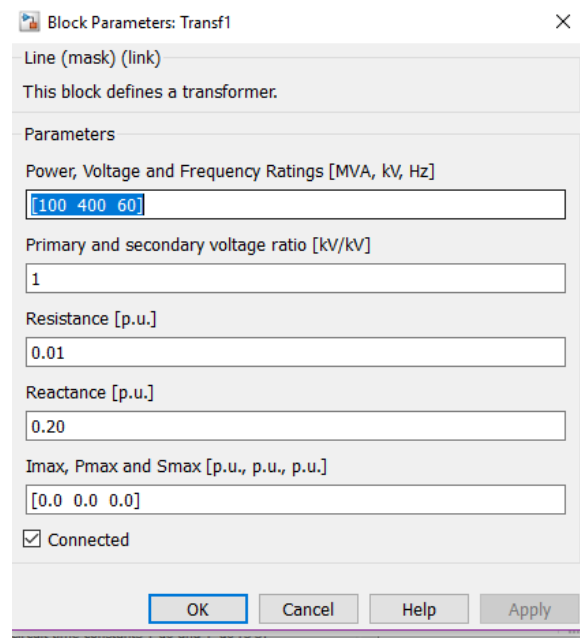 Block Parameters: Transf1
Line (mask) (link)
This block defines a transformer.
Parameters
Power, Voltage and Frequency Ratings [MVA, kV, Hz]
[100 400 60]
Primary and secondary voltage ratio [kV/kV]
1
Resistance [p.u.]
0.01
Reactance [p.u.]
0.20
Imax, Pmax and Smax [p.u., p.u., p.u.]
[0.0 0.0 0.0]
Connected
OK Cancel Help Apply